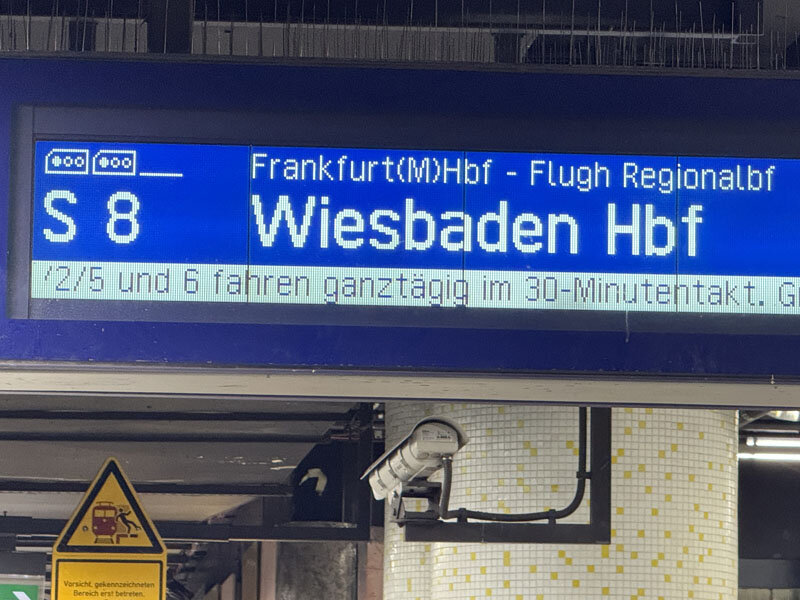 Frankfurt(M)Hbf - Flugh Regionalbf
S 8 Wiesbaden Hbf
/2/5 und 6 fahren ganztägig im 30-Minutentakt. G
Vorsicht, gekennzeichneten
Bereich erst betreten,